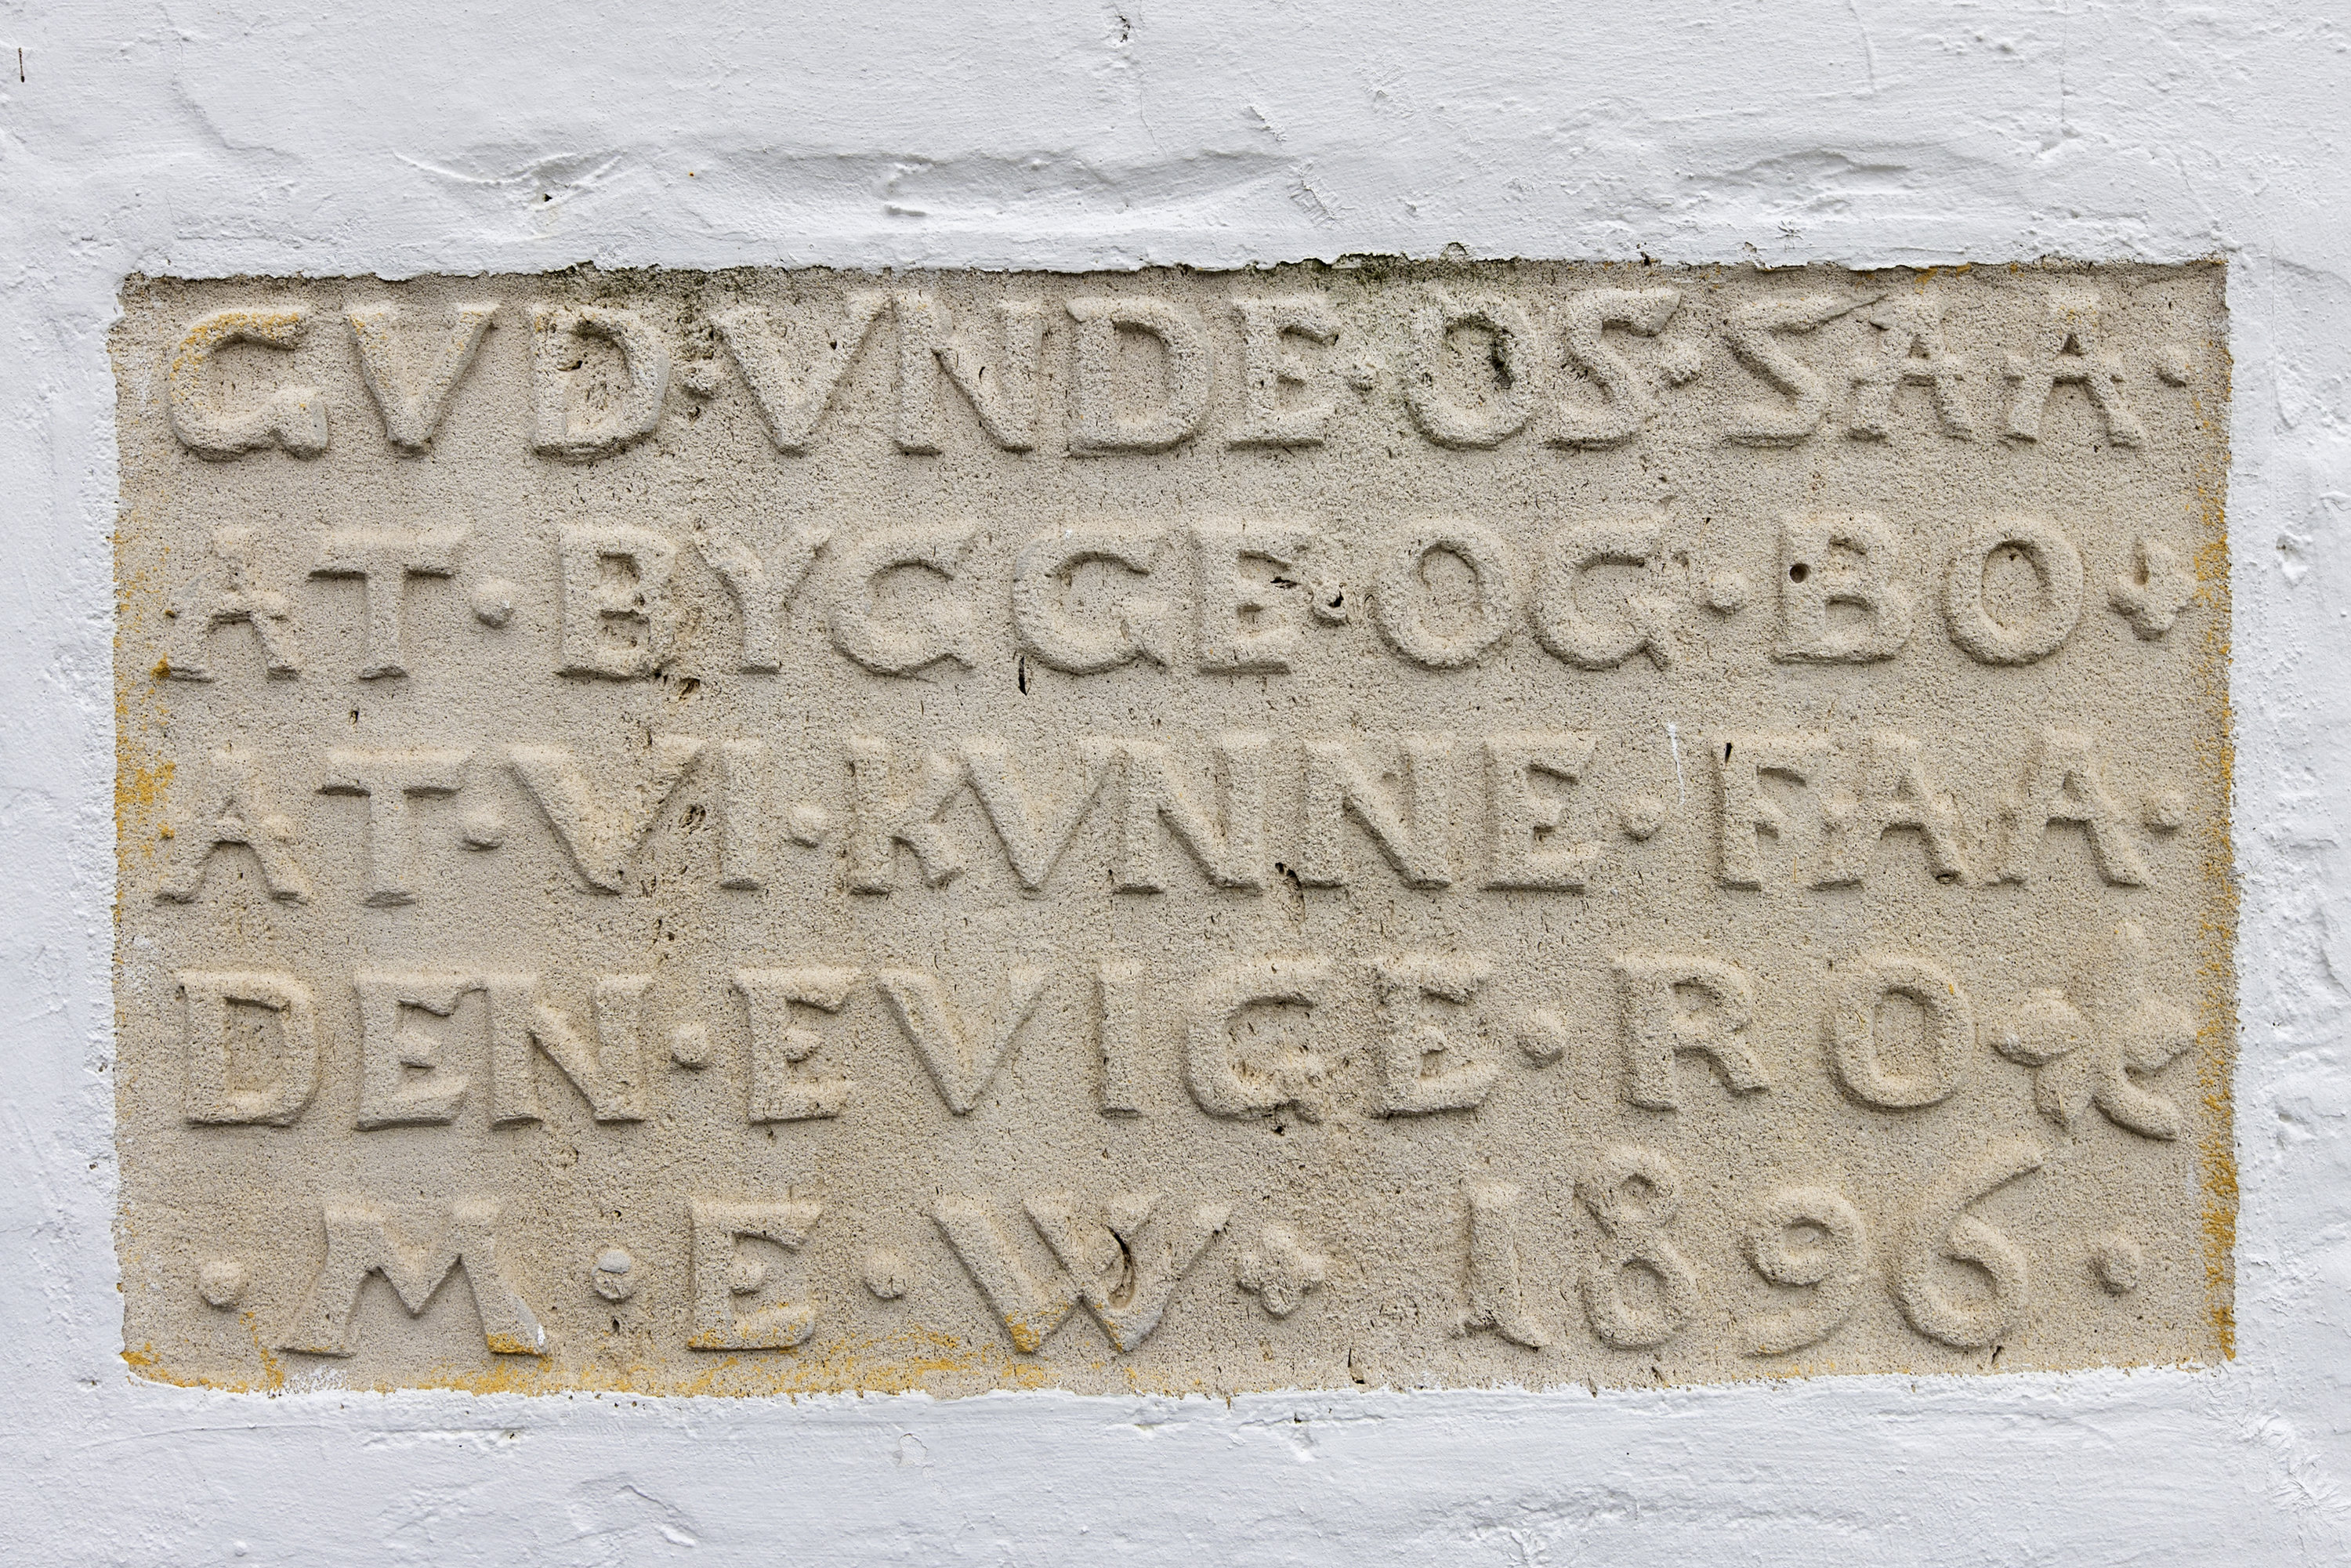 GVD·VNDE·OS·SAA·
AT·BYGGE·OG·BO
AT·VI·KVNNE·FAA·
DEN·EVIGE·RO
·M·E·W 1896·